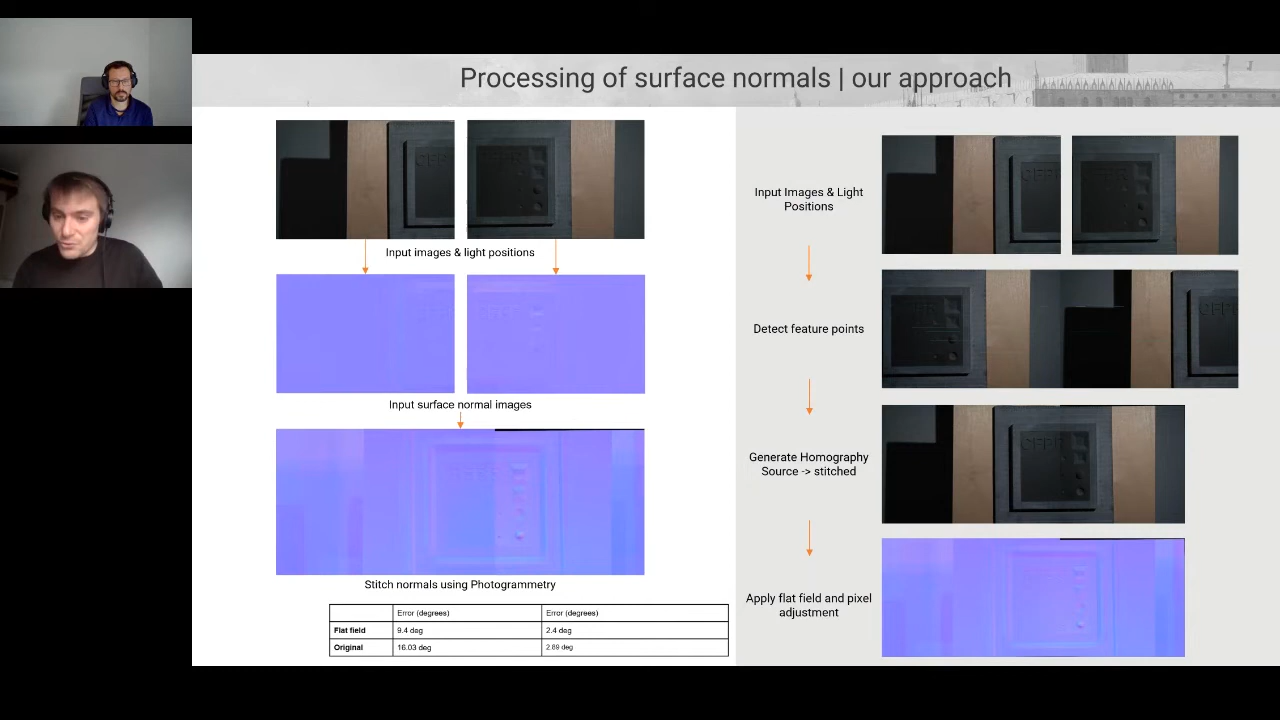 Processing of surface normals | our approach
Input images & light positions
Input surface normal images
Stitch normals using Photogrammetry
Error (degrees) Error (degrees)
Flat field 9.4 deg 2.4 deg
Original 16.03 deg 2.89 deg
Input Images & Light
Positions
Detect feature points
Generate Homography
Source -> stitched
Apply flat field and pixel
adjustment